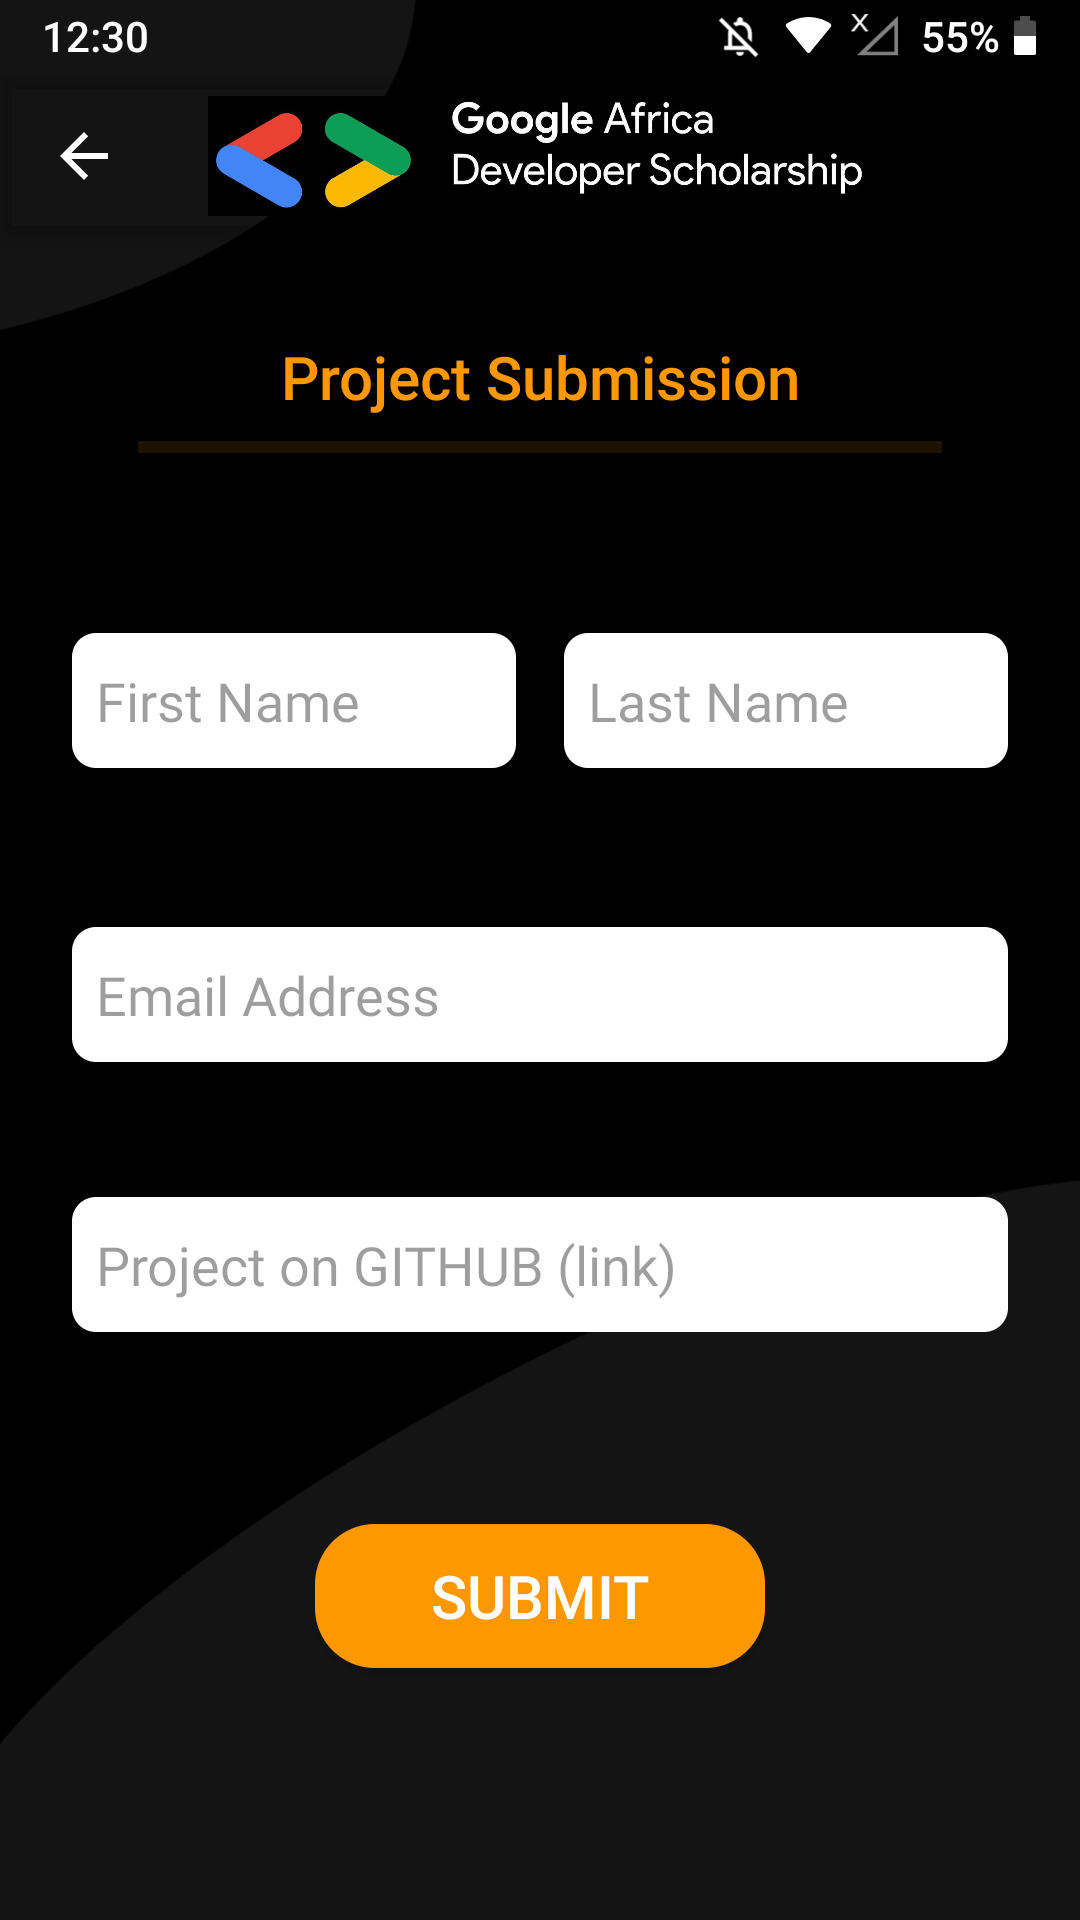 12:30
X
55%
Google Africa
Developer Scholarship
Project Submission
First Name
Last Name
Email Address
Project on GITHUB (link)
SUBMIT